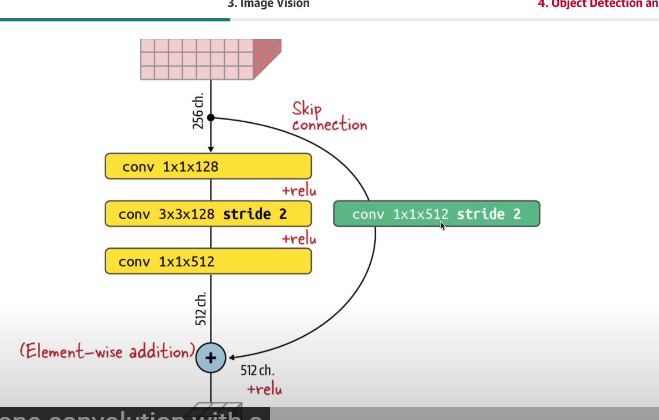 3. Image Vision
4. Object Detection an
256 ch.
Skip
connection
conv 1x1x128
+relu
conv 3x3x128 stride 2
conv 1x1x512 stride 2
+relu
conv 1x1x512
512 ch.
(Element-wise addition)
+
512 ch.
+relu
one convolution with a